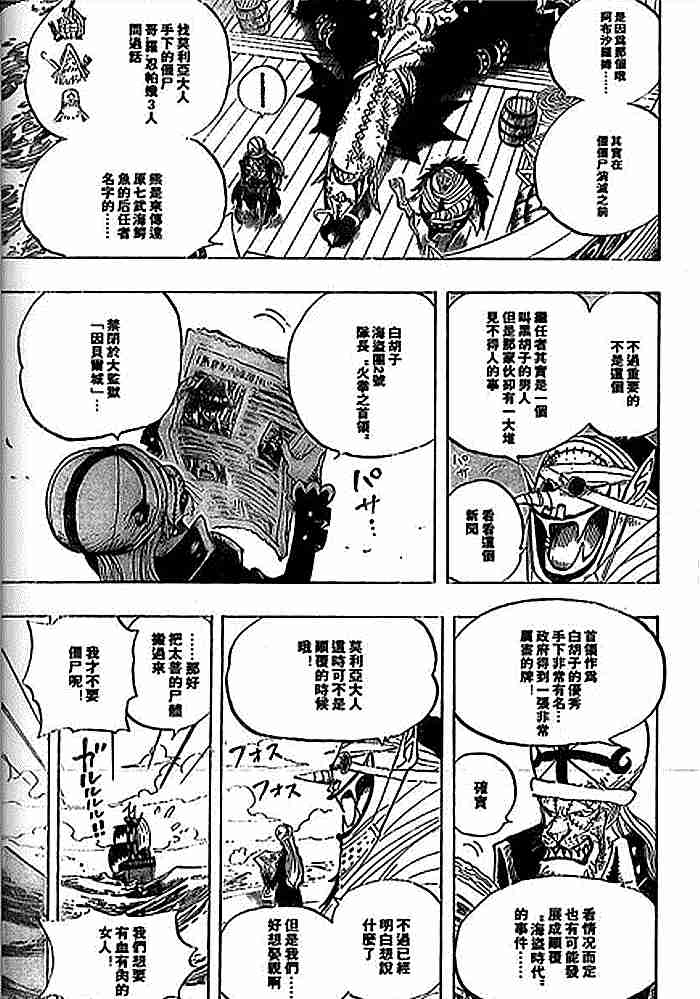 是因為那個哦
阿布沙羅姆……
其實在
個僵尸消滅之前
找莫利亞大人
手下的僵尸
哥羅,忍帕娥3人
問過話
熊是來傳達
原七武海鱷
魚的后任者
名字的…
不過重要的
不是這個
繼任者其實是一個
叫黑胡子的男人
但是那家伙卻有一大堆
見不得人的事
看看這個
新聞
白胡子
海盜團2號
隊長“火拳之首領”
禁閉於大監獄
「因貝爾城」…
パサ
パサ…
首領作爲
白胡子的優秀
手下非常有名…
政府得到一張非常
厲害的牌!
確實
看情况而定
也有可能發
展成顛覆
“海盜時代”
的事件……
莫利亞大人
這時可不是
順覆的時候
哦!
フォス
フォス
不過已經
明白想說
什麼了
但是我們……
好想娶親啊
……那好
把太善的尸體
搬過來
我才不要
僵尸呢!
ガルルルル!!
我們想要
有血有肉的
女人!